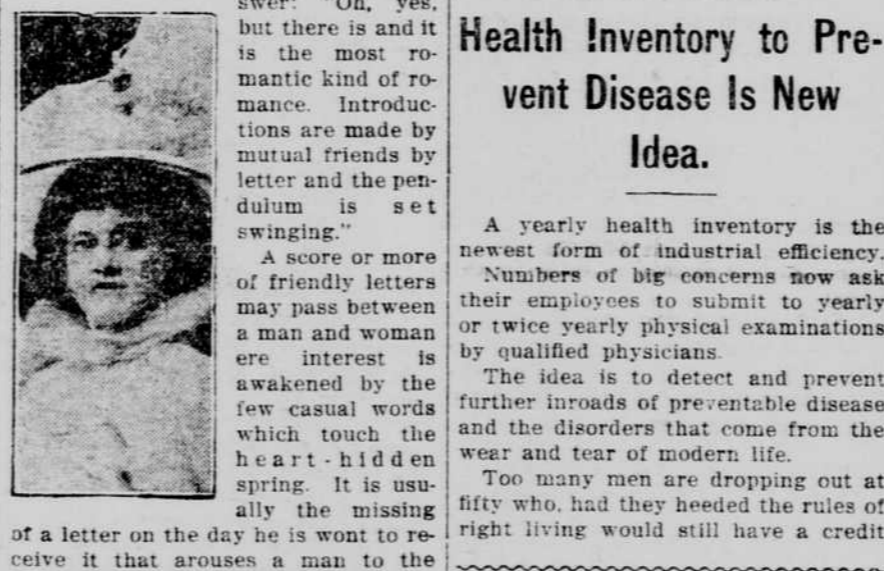 swer: "Oh, yes,
but there is and it
is the most ro-
mantic kind of ro-
mance. Introduc-
tions are made by
mutual friends by
letter and the pen-
dulum is set
swinging."
A score or more
of friendly letters
may pass between
a man and woman
ere interest is
awakened by the
few casual words
which touch the
heart-hidden
spring. It is usu-
ally the missing
of a letter on the day he is wont to re-
ceive it that arouses a man to the
Health Inventory to Pre-
vent Disease Is New
Idea.
A yearly health inventory is the
newest form of industrial efficiency.
Numbers of big concerns now ask
their employees to submit to yearly
or twice yearly physical examinations
by qualified physicians.
The idea is to detect and prevent
further inroads of preventable disease
and the disorders that come from the
wear and tear of modern life.
Too many men are dropping out at
fifty who, had they heeded the rules of
right living would still have a credit